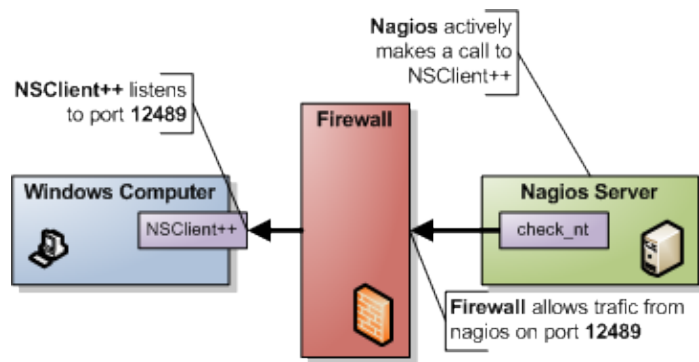 Nagios actively
makes a call to
NSClient++
NSClient++ listens
to port 12489
Firewall
Windows Computer
NSClient++
Nagios Server
check_nt
Firewall allows trafic from
nagios on port 12489